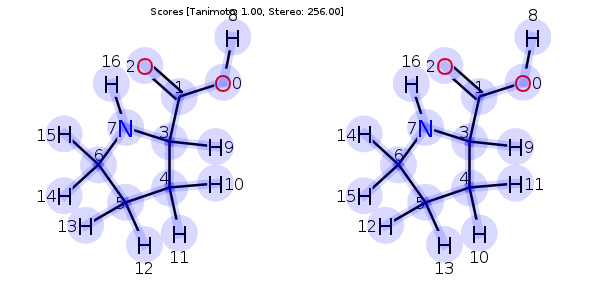 Scores [Tanimoto: 1.00, Stereo: 256.00]
8 8
H H
16 2 O 16 2 O
H 1 O 0 H 1 O 0
7 N 3 7 N 3
15 H H 9 14 H H 9
6 6
4 H 10 4 H 11
14 H 5 15 H 5
13 H H H 12 H H H
11 10
12 13